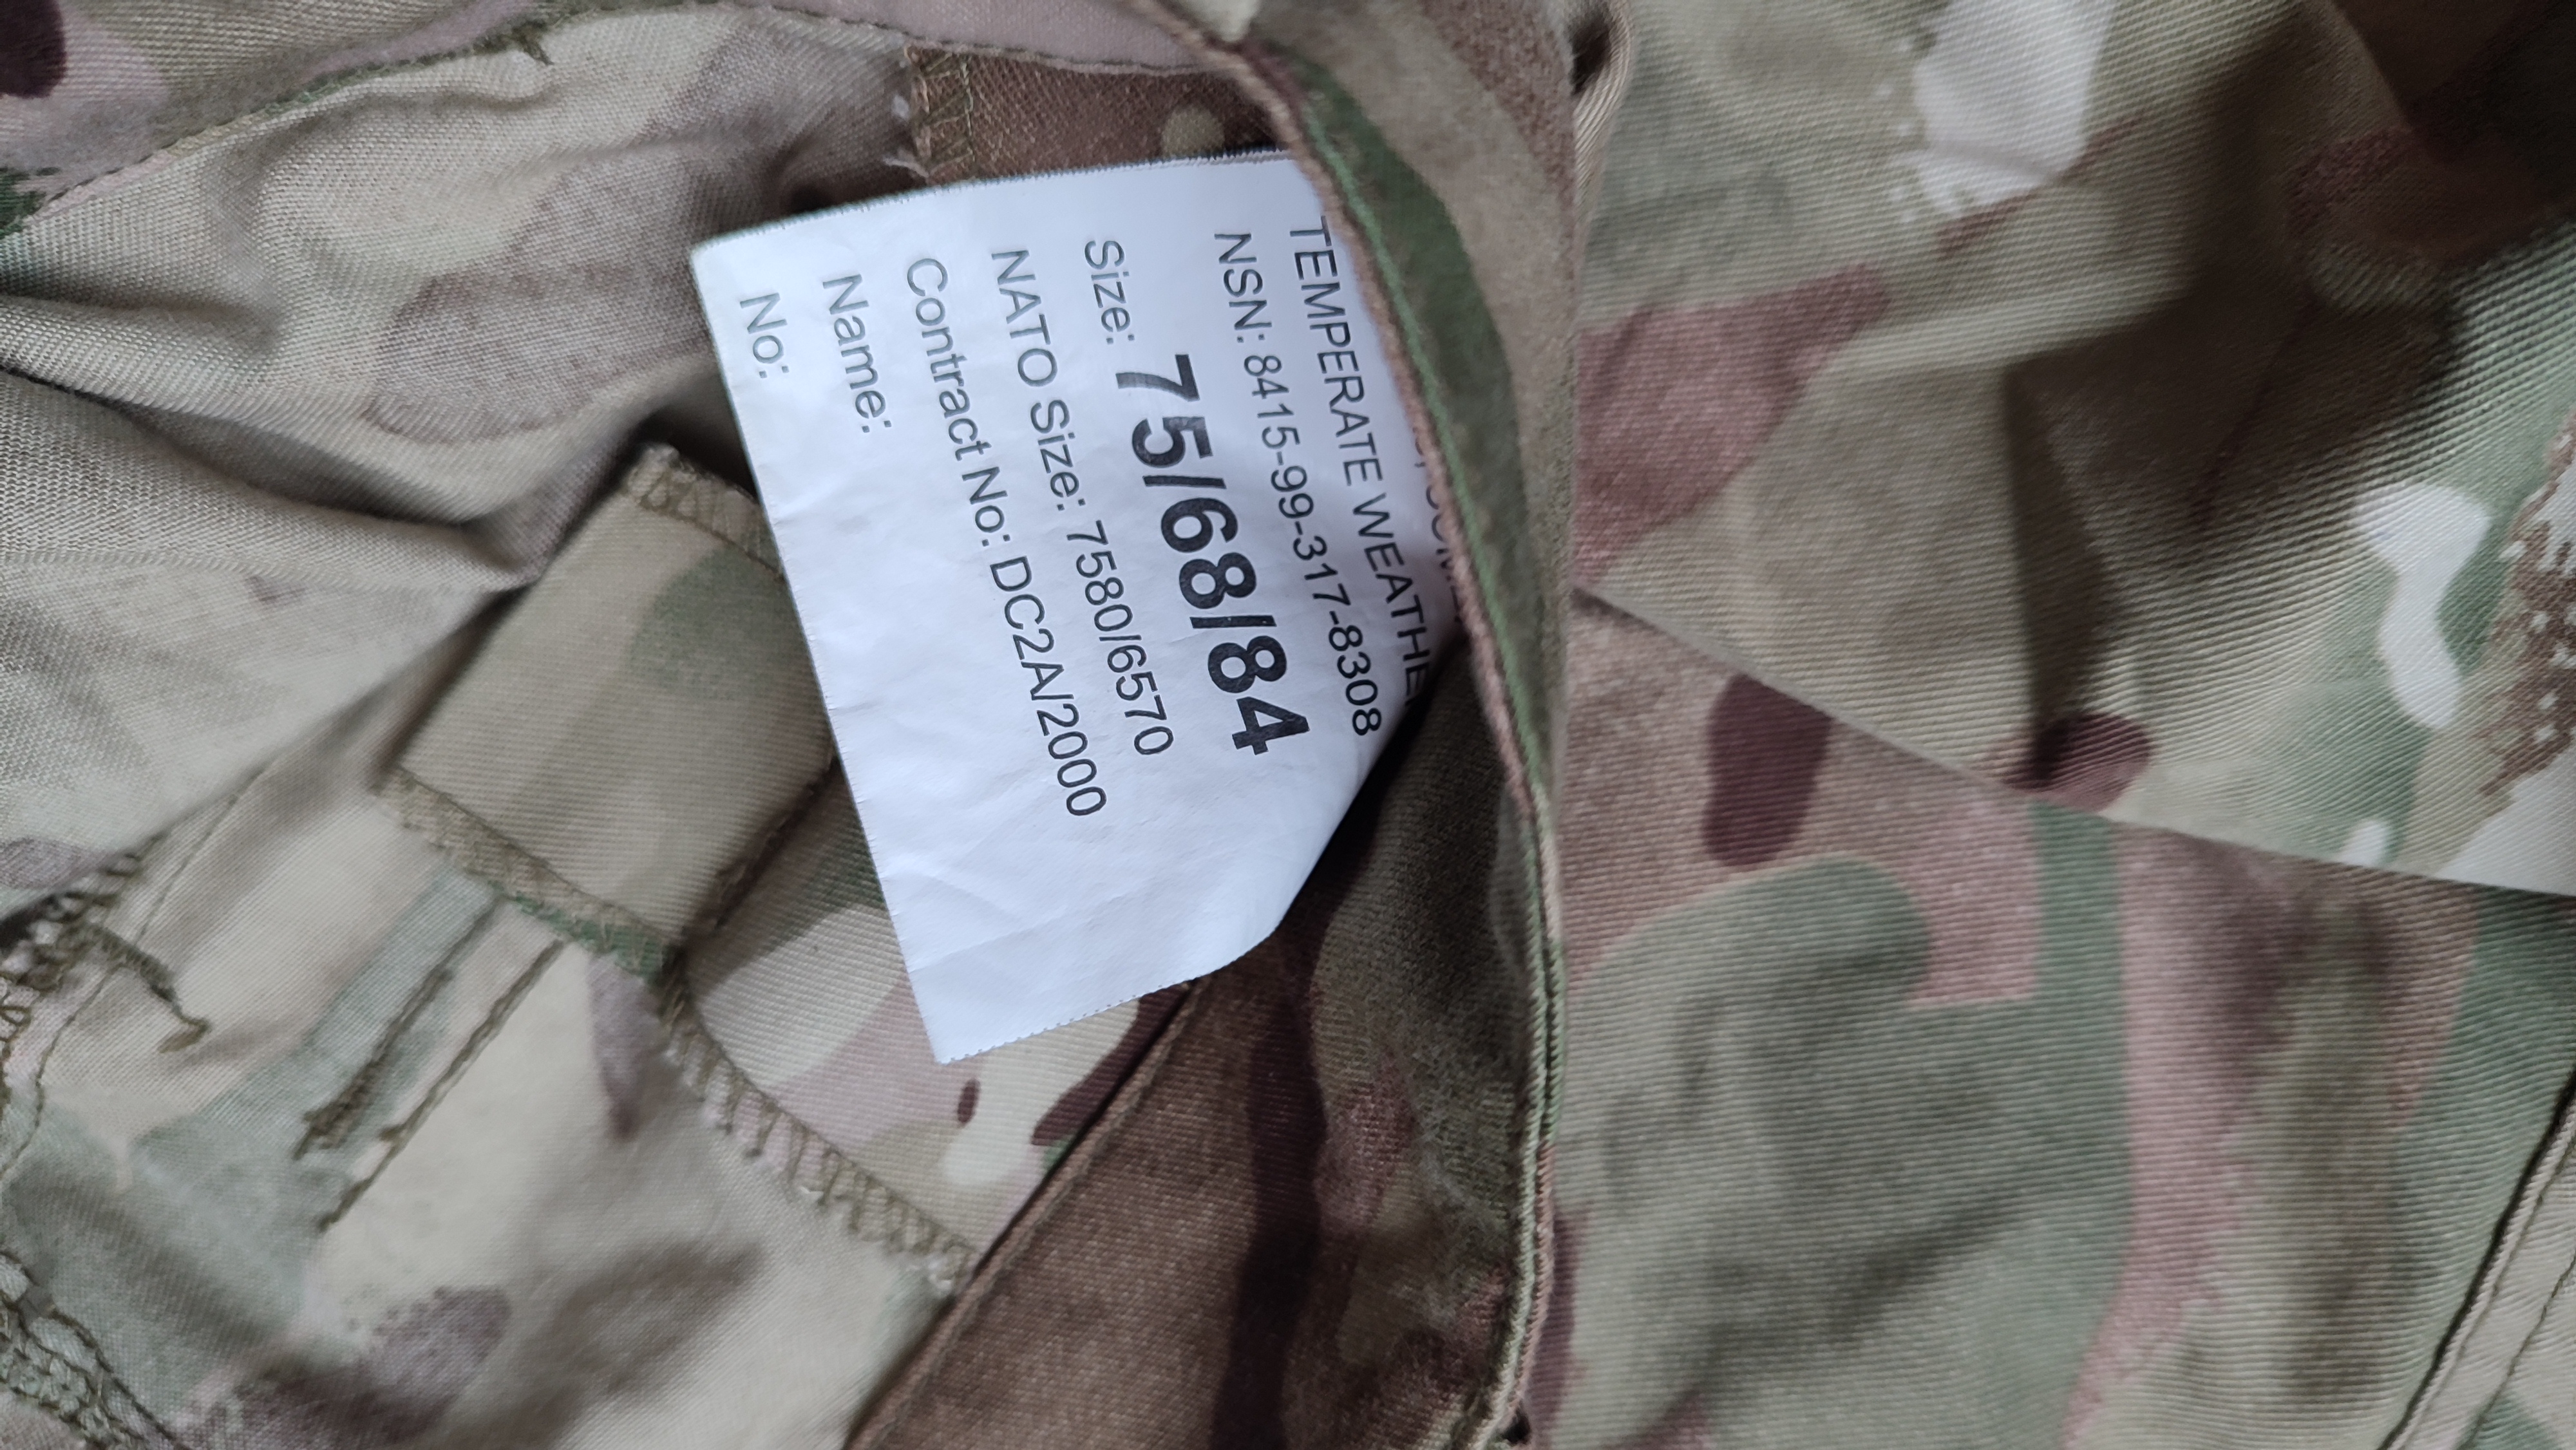 TEMPERATE WEATHER
NSN: 8415-99-317-8308
Size: 75/68/84
NATO Size: 7580/6570
Contract No: DC2A/2000
Name:
No: